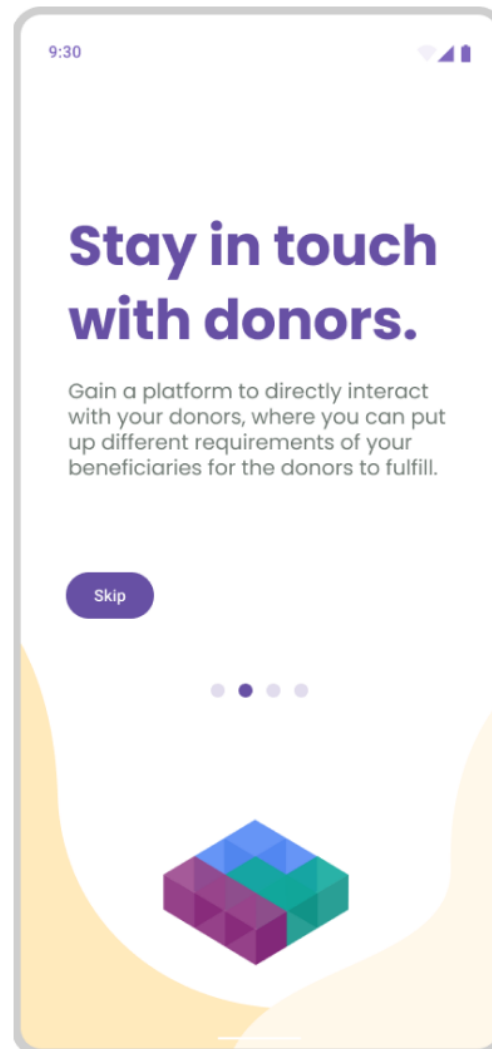 9:30
Stay in touch
with donors.
Gain a platform to directly interact
with your donors, where you can put
up different requirements of your
beneficiaries for the donors to fulfill.
Skip